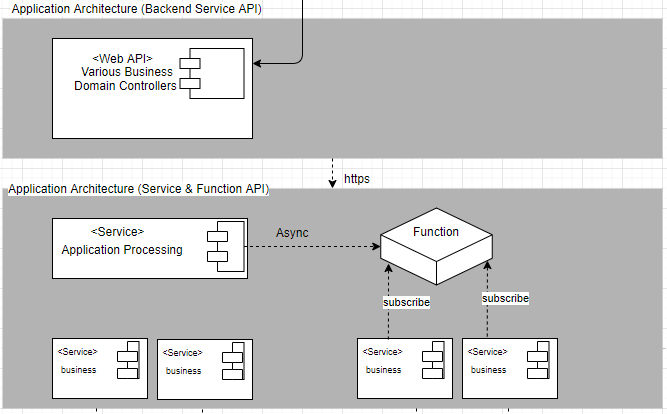 Application Architecture (Backend Service API)
<Web API>
Various Business
Domain Controllers
https
Application Architecture (Service & Function API)
<Service>
Application Processing
Async
Function
subscribe
subscribe
<Service>
business
<Service>
business
<Service>
business
<Service>
business